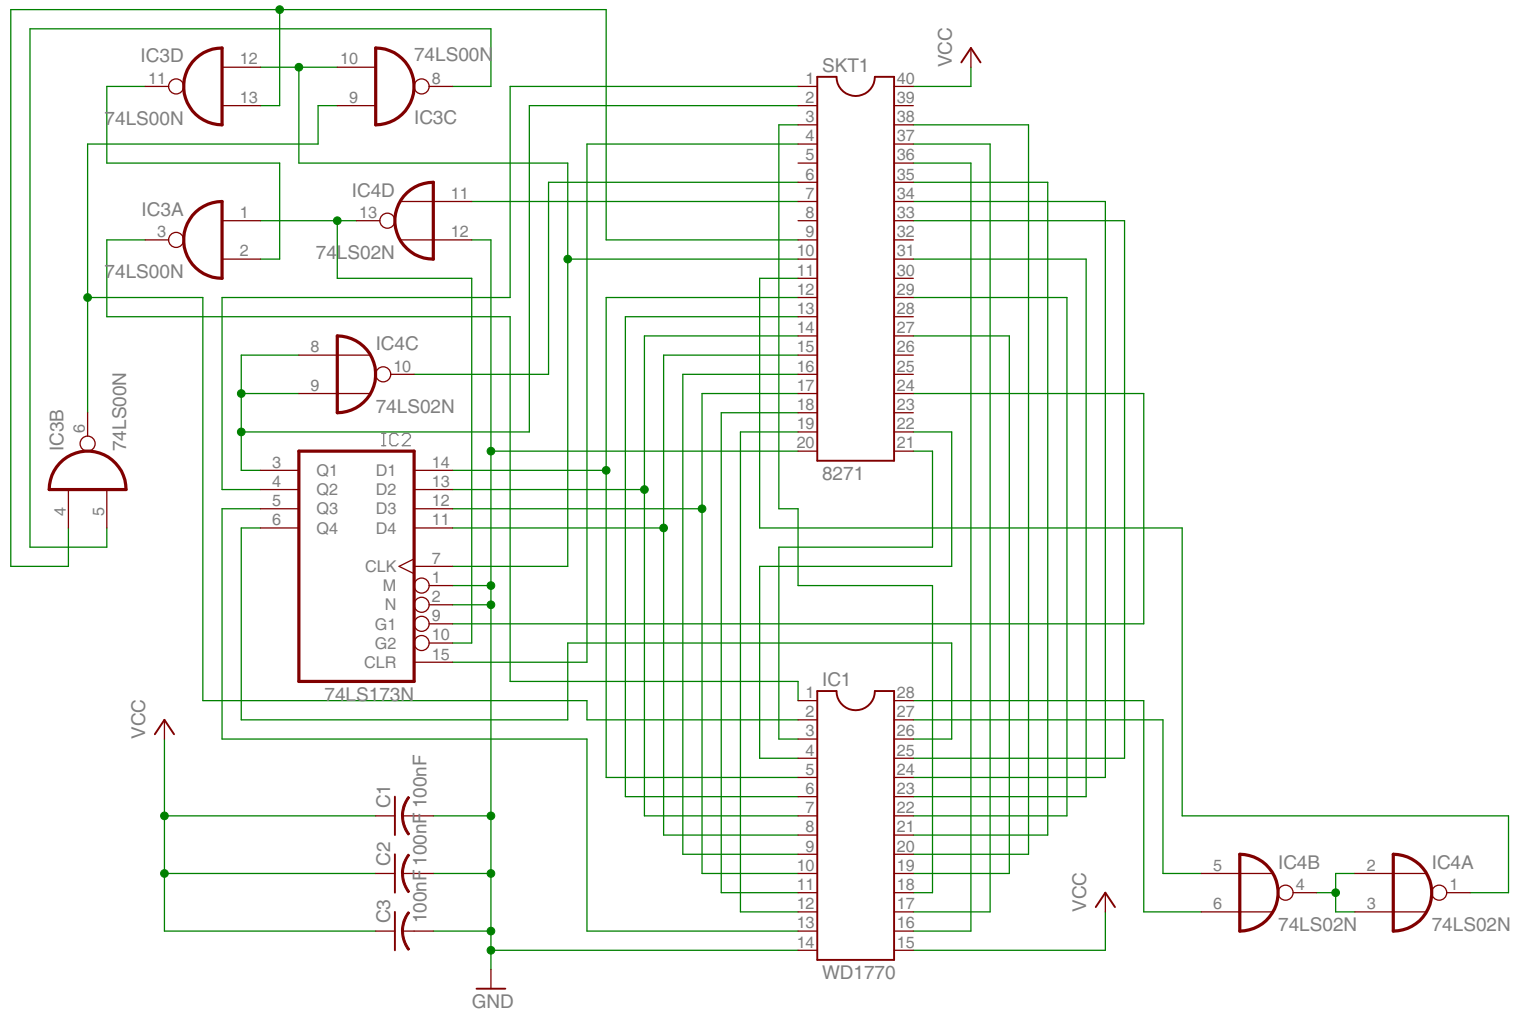 IC3D
12
11
13
74LS00N
10
9
8
74LS00N
IC3C
IC3A
1
3
2
74LS00N
IC4D
11
13
12
74LS02N
8
9
IC4C
10
74LS02N
IC3B
6
74LS00N
4
5
IC2
3 Q1 D1 14
4 Q2 D2 13
5 Q3 D3 12
6 Q4 D4 11
CLK 7
M 1
N 2
G1 9
G2 10
CLR 15
74LS173N
VCC
C1
100nF
C2
100nF
C3
100nF
GND
SKT1
VCC
1 40
2 39
3 38
4 37
5 36
6 35
7 34
8 33
9 32
10 31
11 30
12 29
13 28
14 27
15 26
16 25
17 24
18 23
19 22
20 21
8271
IC1
1 28
2 27
3 26
4 25
5 24
6 23
7 22
8 21
9 20
10 19
11 18
12 17
13 16
14 15
WD1770
VCC
5
6
IC4B
4
74LS02N
2
3
IC4A
1
74LS02N